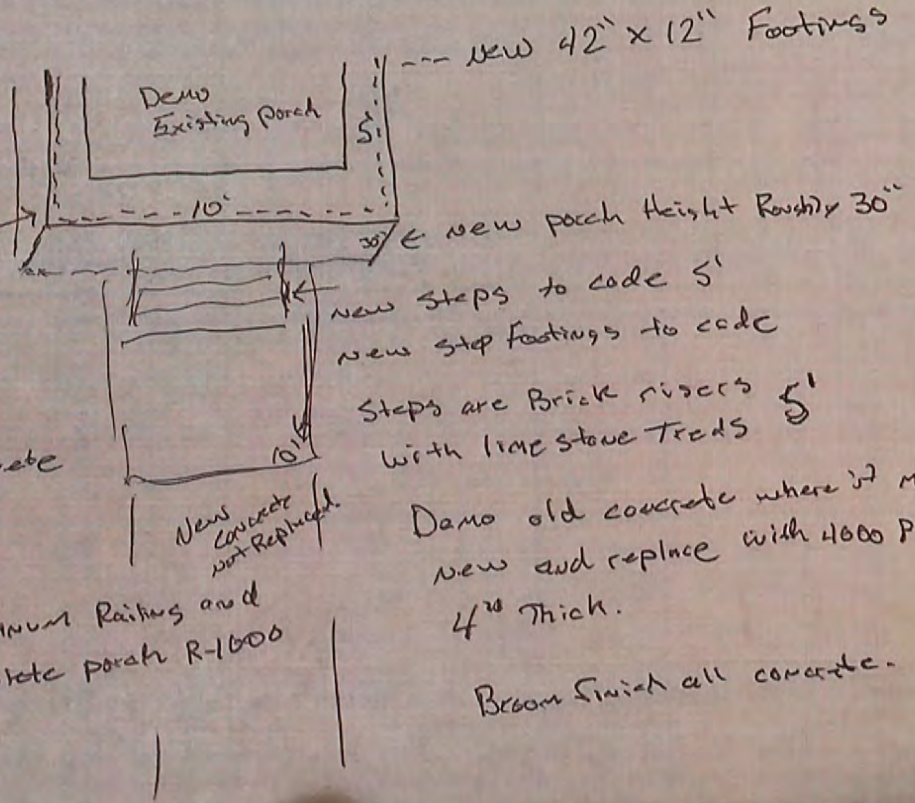 --- New 42" x 12" Footings
Demo
Existing porch
5'
10'
30"
← New porch Height Roughly 30"
New Steps to code 5'
New Step Footings to code
Steps are Brick risers
with lime stone Treds 5'
10'
New
Concrete
Not Replaced.
Demo old concrete where it M
New and replace with 4000 P
4" Thick.
Broom Finish all concrete.
ete
num Railing and
rete porch R-1000